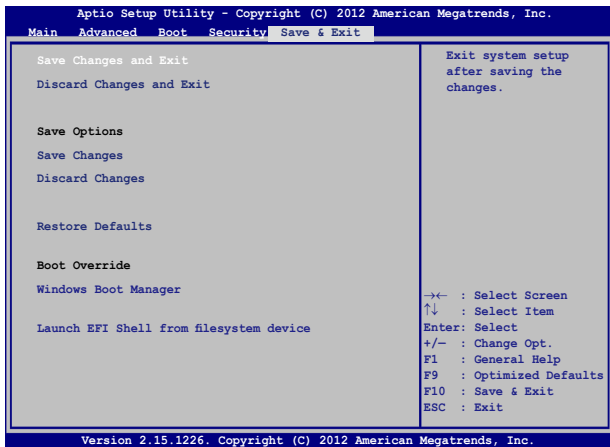 Aptio Setup Utility - Copyright (C) 2012 American Megatrends, Inc.
Main Advanced Boot Security Save & Exit
Save Changes and Exit
Discard Changes and Exit
Save Options
Save Changes
Discard Changes
Restore Defaults
Boot Override
Windows Boot Manager
Launch EFI Shell from filesystem device
Exit system setup
after saving the
changes.
→← : Select Screen
↑↓ : Select Item
Enter: Select
+/— : Change Opt.
F1 : General Help
F9 : Optimized Defaults
F10 : Save & Exit
ESC : Exit
Version 2.15.1226. Copyright (C) 2012 American Megatrends, Inc.